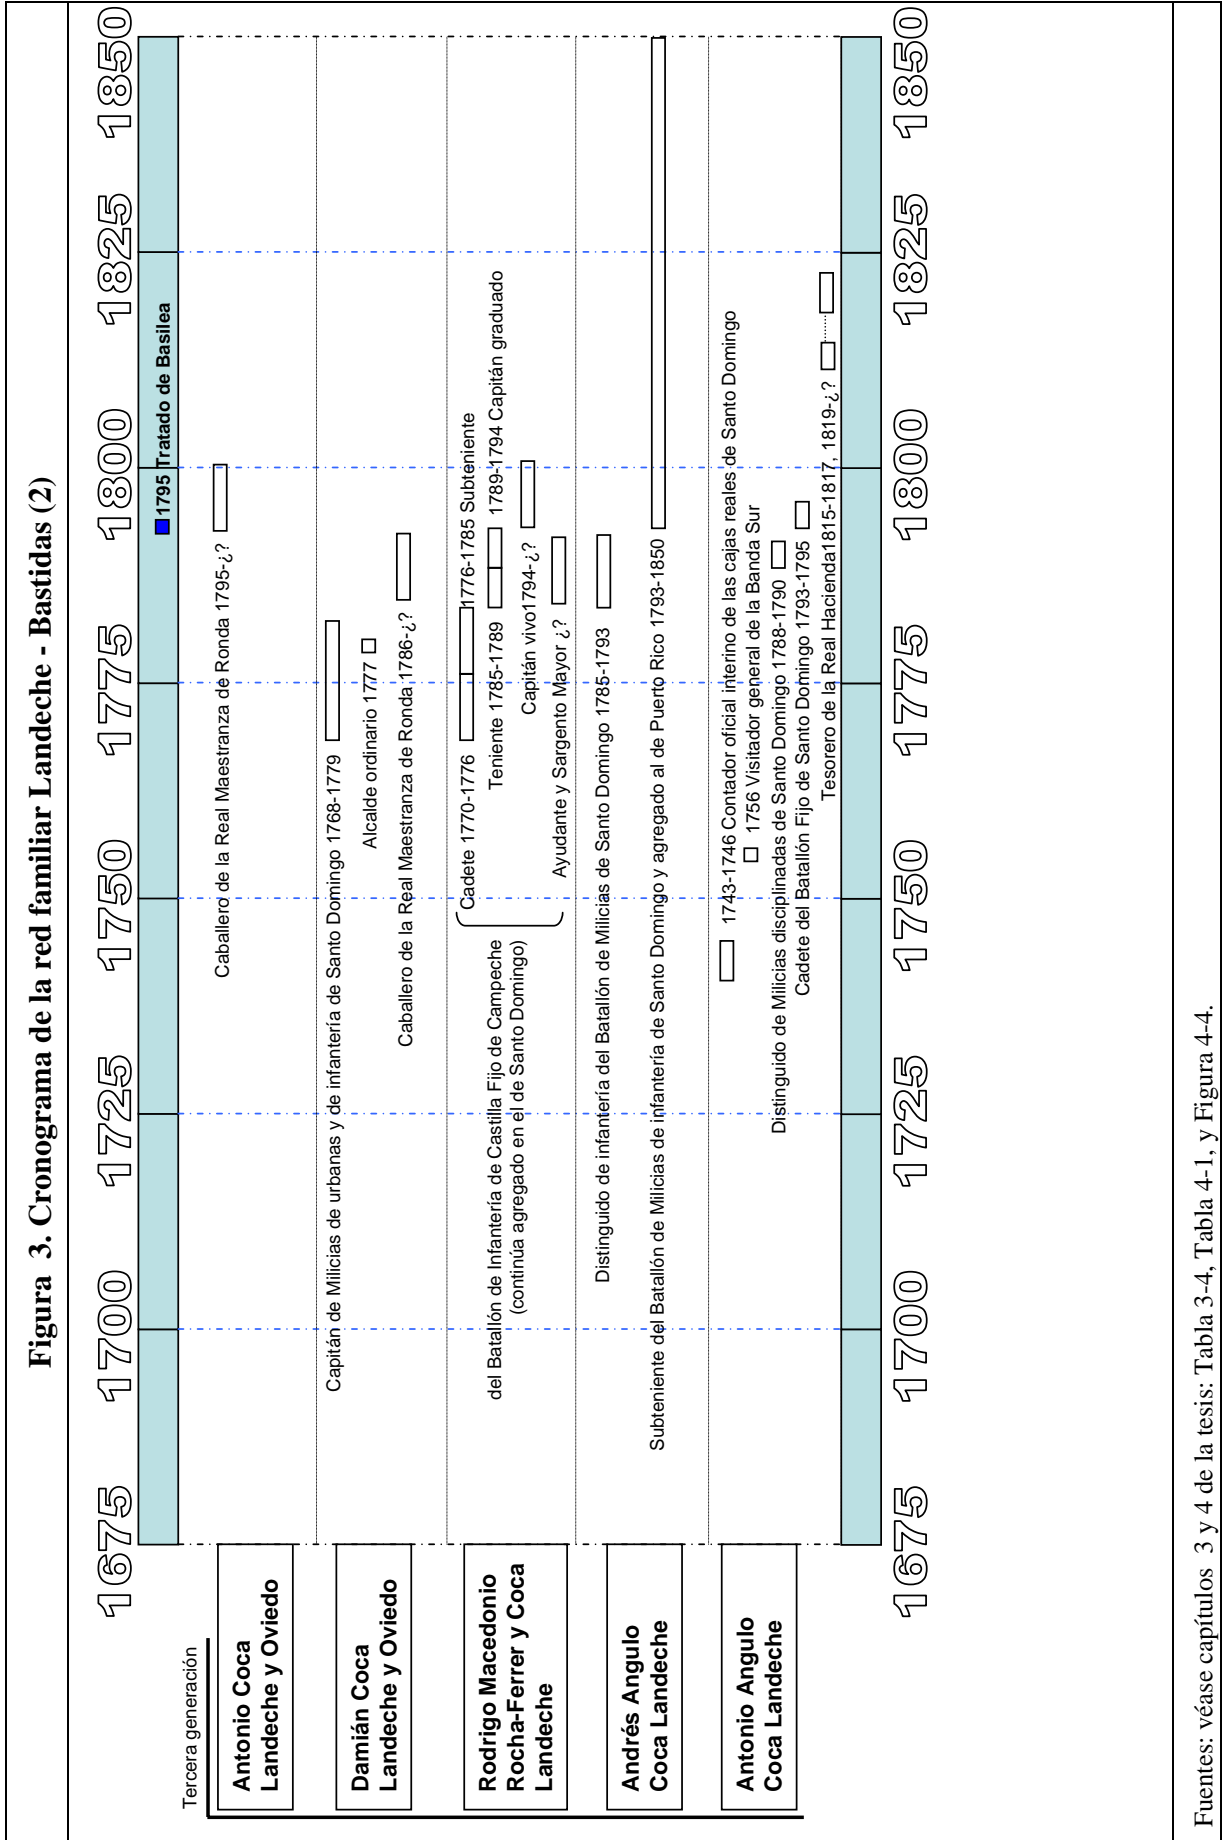 Figura 3. Cronograma de la red familiar Landeche - Bastidas (2)
1675 1700 1725 1750 1775 1800 1825 1850
1795 Tratado de Basilea
Tercera generación
Antonio Coca
Landeche y Oviedo
Caballero de la Real Maestranza de Ronda 1795-¿?
Damián Coca
Landeche y Oviedo
Capitán de Milicias de urbanas y de infantería de Santo Domingo 1768-1779
Alcalde ordinario 1777
Caballero de la Real Maestranza de Ronda 1786-¿?
Rodrigo Macedonio
Rocha-Ferrer y Coca
Landeche
del Batallón de Infantería de Castilla Fijo de Campeche
(continúa agregado en el de Santo Domingo)
Cadete 1770-1776
1776-1785 Subteniente
Teniente 1785-1789
1789-1794 Capitán graduado
Capitán vivo1794-¿?
Ayudante y Sargento Mayor ¿?
Andrés Angulo
Coca Landeche
Distinguido de infantería del Batallón de Milicias de Santo Domingo 1785-1793
Subteniente del Batallón de Milicias de infantería de Santo Domingo y agregado al de Puerto Rico 1793-1850
Antonio Angulo
Coca Landeche
1743-1746 Contador oficial interino de las cajas reales de Santo Domingo
1756 Visitador general de la Banda Sur
Distinguido de Milicias disciplinadas de Santo Domingo 1788-1790
Cadete del Batallón Fijo de Santo Domingo 1793-1795
Tesorero de la Real Hacienda1815-1817, 1819-¿?
1675 1700 1725 1750 1775 1800 1825 1850
Fuentes: véase capítulos 3 y 4 de la tesis: Tabla 3-4, Tabla 4-1, y Figura 4-4.